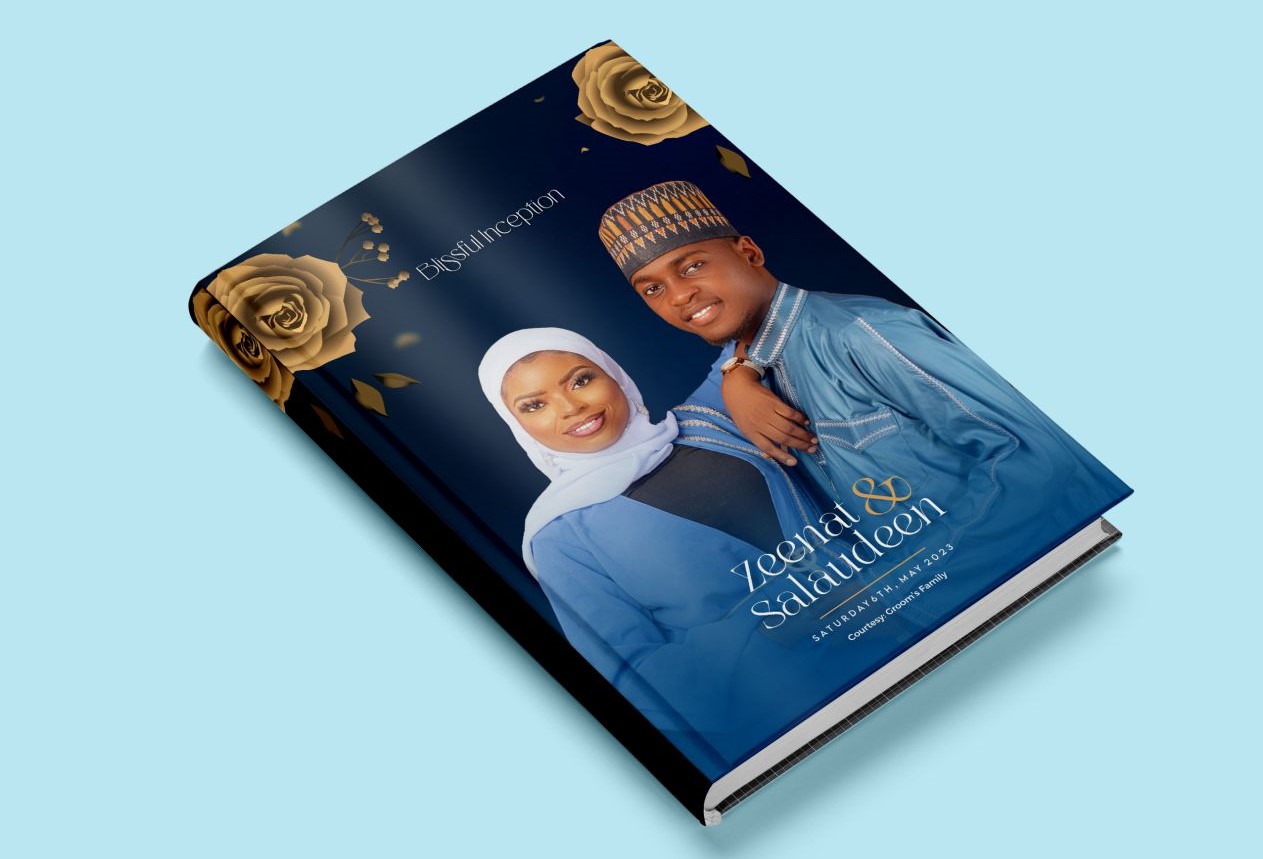 Blissful Inception
Zeenat &
Salaudeen
SATURDAY 6TH, MAY 2023
Courtesy: Groom's Family